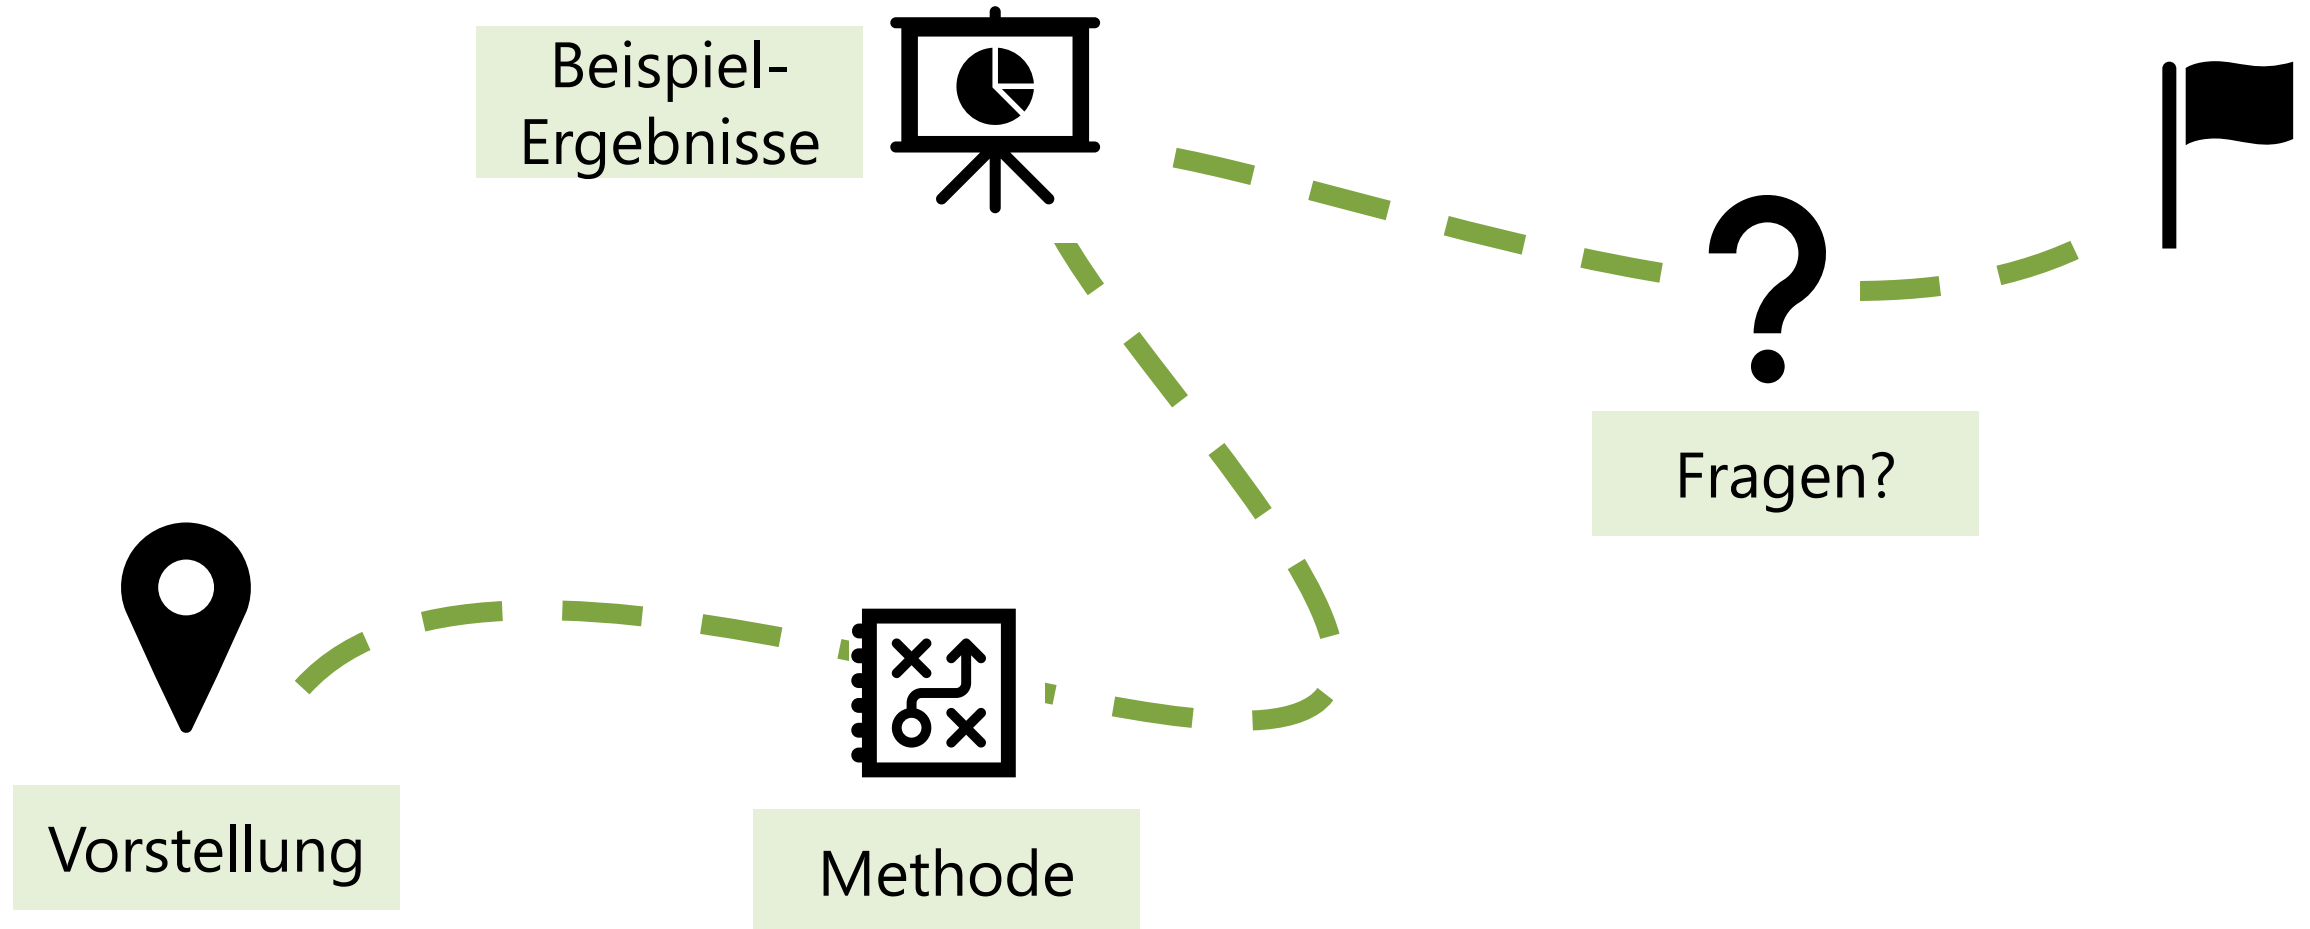 Beispiel-
Ergebnisse
Fragen?
Vorstellung
Methode